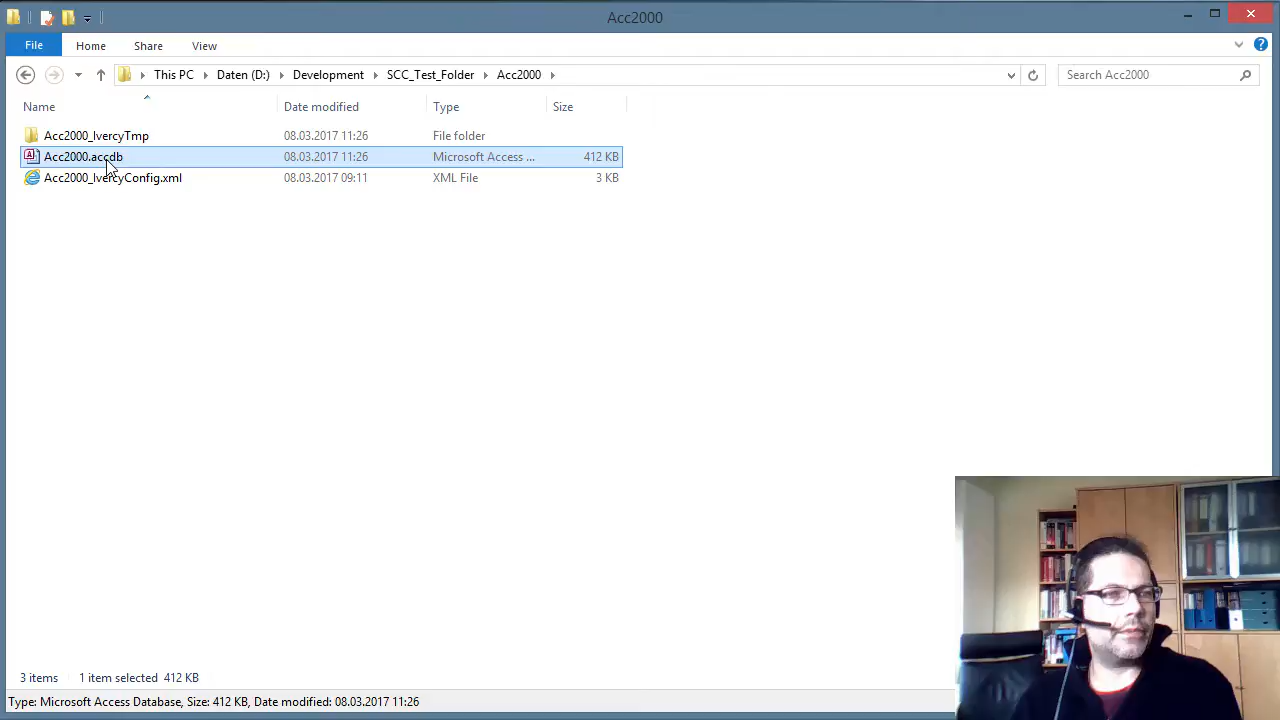 Acc2000
File Home Share View
This PC Daten (D:) Development SCC_Test_Folder Acc2000 Search Acc2000
Name Date modified Type Size
Acc2000_IvercyTmp 08.03.2017 11:26 File folder
Acc2000.accdb 08.03.2017 11:26 Microsoft Access ... 412 KB
Acc2000_IvercyConfig.xml 08.03.2017 09:11 XML File 3 KB
3 items 1 item selected 412 KB
Type: Microsoft Access Database, Size: 412 KB, Date modified: 08.03.2017 11:26